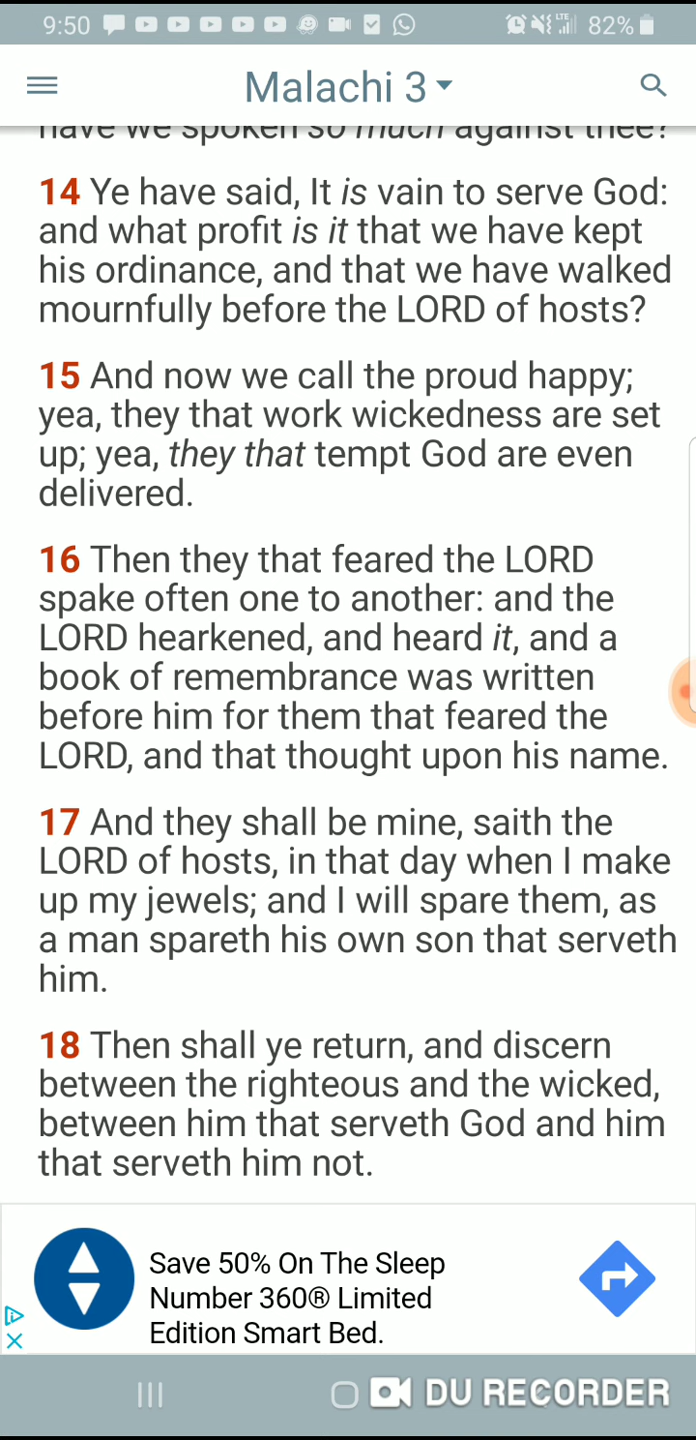 9:50
LTE
82%
Malachi 3
have we spoken so much against thee?
14 Ye have said, It is vain to serve God:
and what profit is it that we have kept
his ordinance, and that we have walked
mournfully before the LORD of hosts?
15 And now we call the proud happy;
yea, they that work wickedness are set
up; yea, they that tempt God are even
delivered.
16 Then they that feared the LORD
spake often one to another: and the
LORD hearkened, and heard it, and a
book of remembrance was written
before him for them that feared the
LORD, and that thought upon his name.
17 And they shall be mine, saith the
LORD of hosts, in that day when I make
up my jewels; and I will spare them, as
a man spareth his own son that serveth
him.
18 Then shall ye return, and discern
between the righteous and the wicked,
between him that serveth God and him
that serveth him not.
Save 50% On The Sleep
Number 360® Limited
Edition Smart Bed.
DU RECORDER